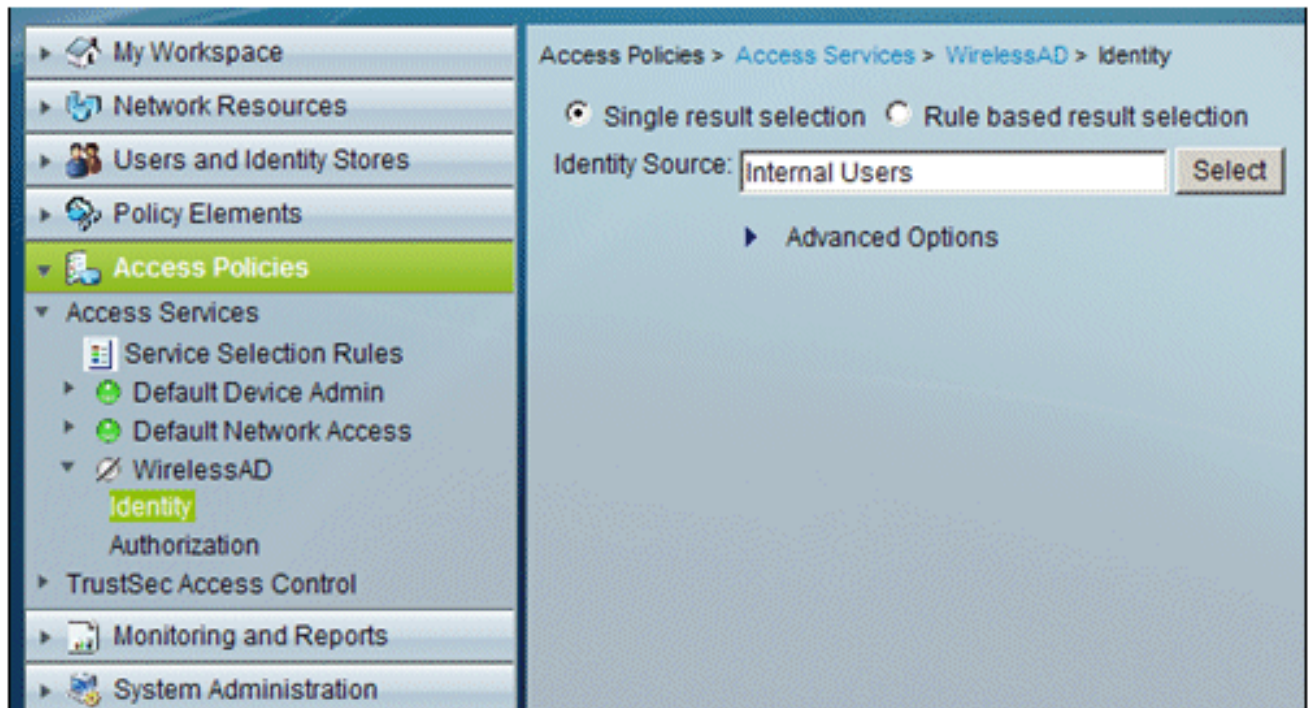 My Workspace
Network Resources
Users and Identity Stores
Policy Elements
Access Policies
Access Services
Service Selection Rules
Default Device Admin
Default Network Access
WirelessAD
Identity
Authorization
TrustSec Access Control
Monitoring and Reports
System Administration
Access Policies > Access Services > WirelessAD > Identity
Single result selection Rule based result selection
Identity Source: Internal Users Select
Advanced Options